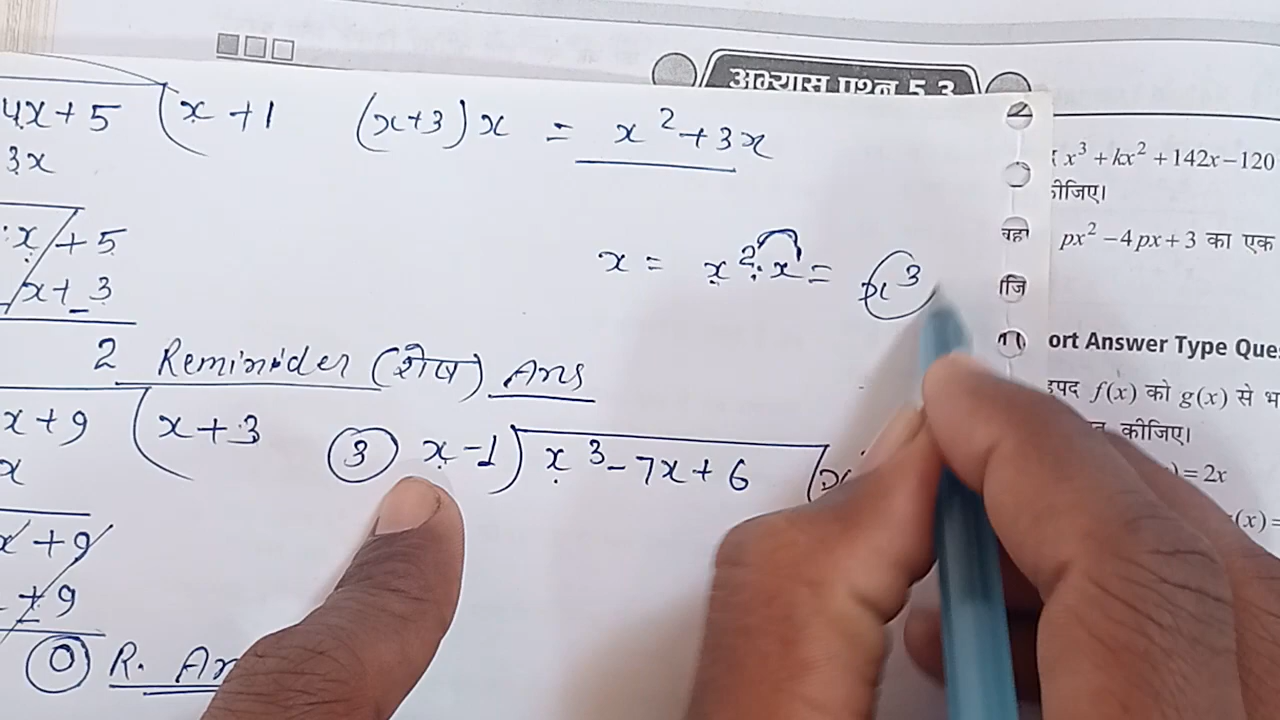 अभ्यास प्रश्न 5.3
4x + 5 ( x + 1 (x+3) x = x² + 3x
3x
x³ + kx² + 142x - 120
कीजिए।
x + 5
x + 3
x = x² · x = x³
px² - 4px + 3 का एक
2 Reminider (शेष) Ans
ort Answer Type Que
f(x) को g(x) से
कीजिए।
x + 9 ( x + 3
③ x - 1 ) x³ - 7x + 6 (
= 2x
x
(x) =
x + 9
+ 9
0 R. An